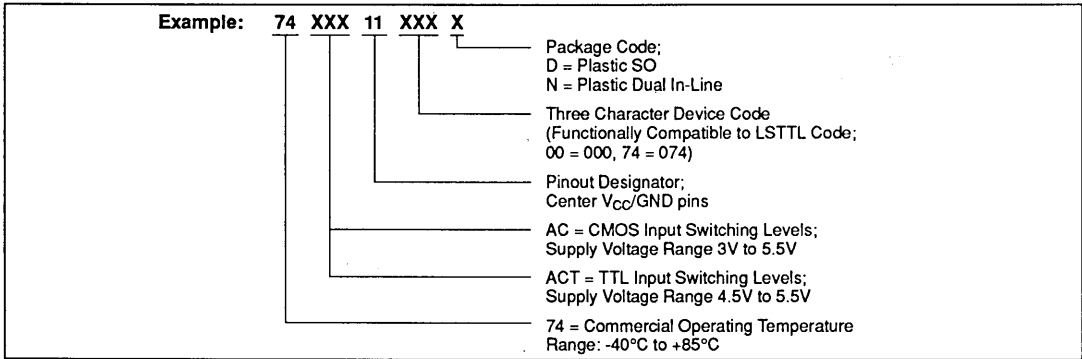 Example: 74 XXX 11 XXX X
Package Code;
D = Plastic SO
N = Plastic Dual In-Line
Three Character Device Code
(Functionally Compatible to LSTTL Code;
00 = 000, 74 = 074)
Pinout Designator;
Center VCC/GND pins
AC = CMOS Input Switching Levels;
Supply Voltage Range 3V to 5.5V
ACT = TTL Input Switching Levels;
Supply Voltage Range 4.5V to 5.5V
74 = Commercial Operating Temperature
Range: -40°C to +85°C